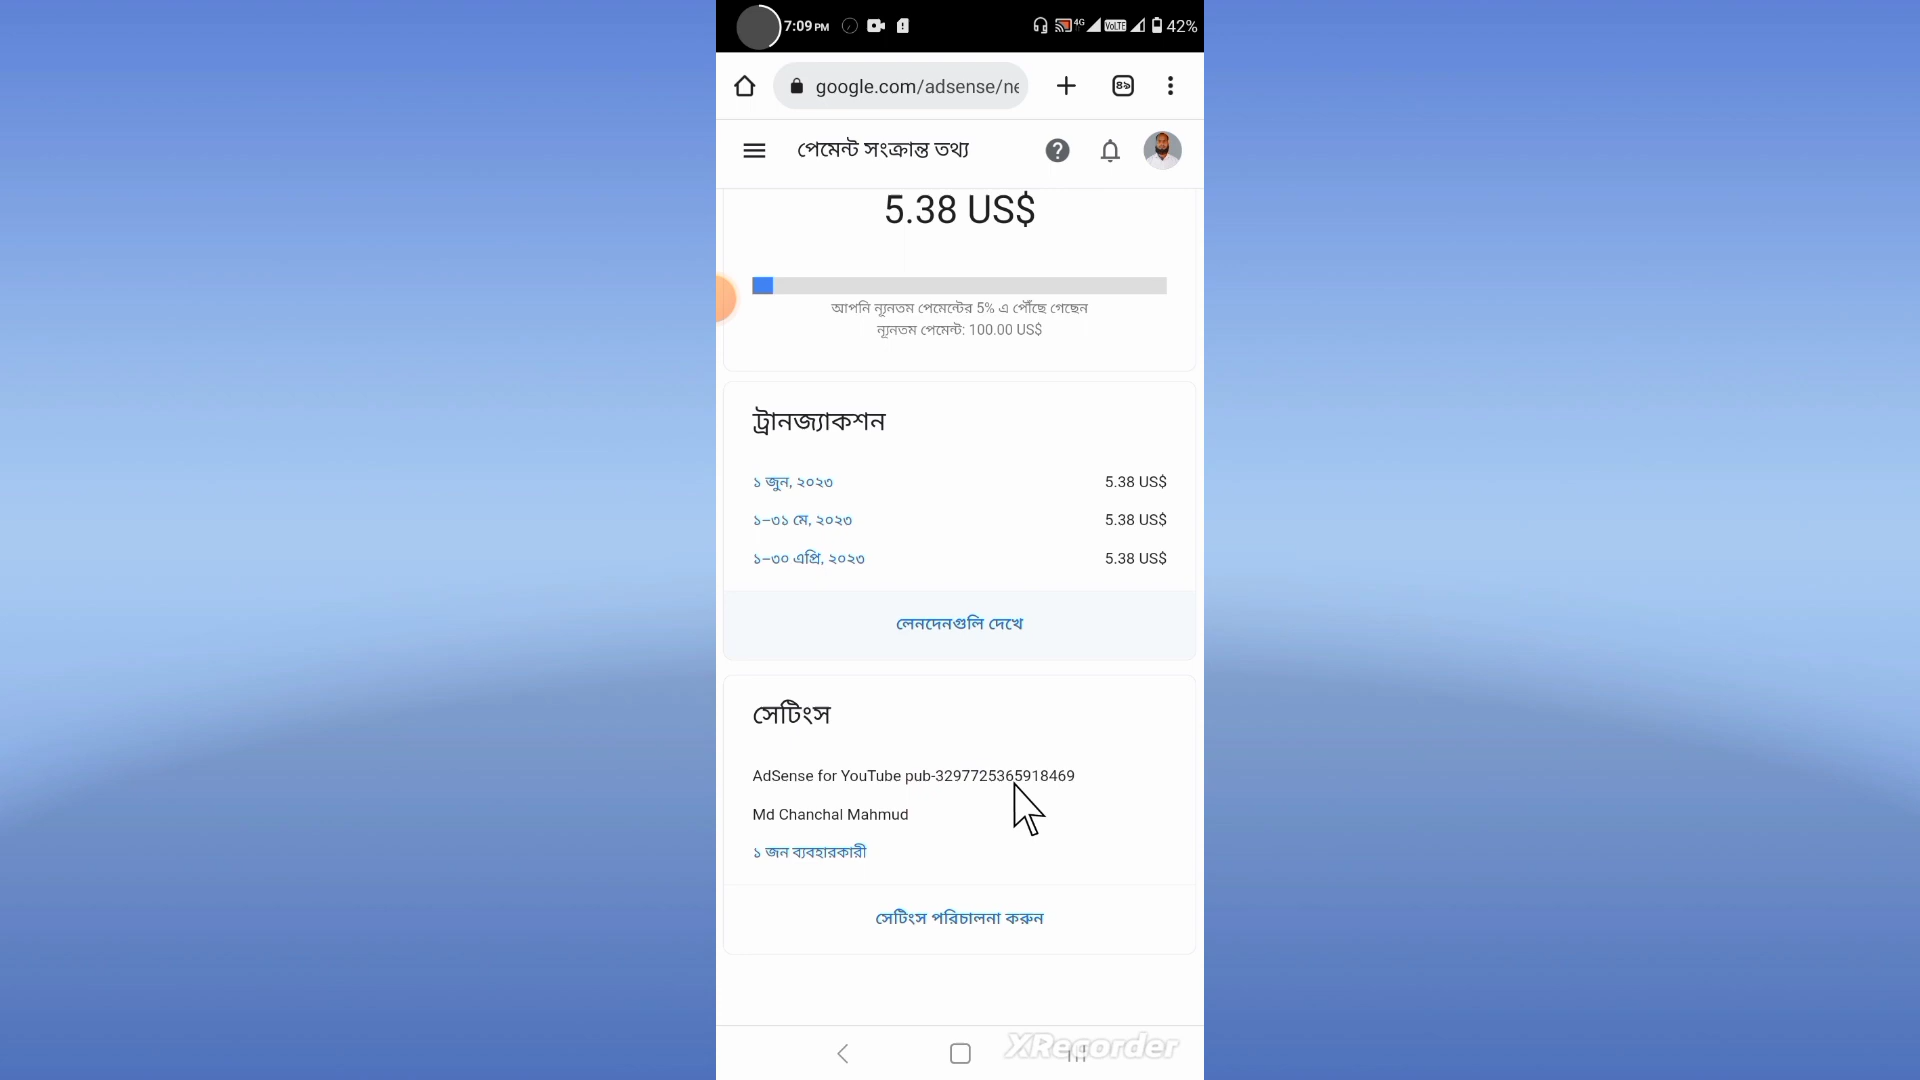 7:09 PM 4G VoLTE 42%
google.com/adsense/ne ৪৯
পেমেন্ট সংক্রান্ত তথ্য
5.38 US$
আপনি ন্যূনতম পেমেন্টের 5% এ পৌঁছে গেছেন
ন্যূনতম পেমেন্ট: 100.00 US$
ট্রানজ্যাকশন
১ জুন, ২০২৩ 5.38 US$
১–৩১ মে, ২০২৩ 5.38 US$
১–৩০ এপ্রি, ২০২৩ 5.38 US$
লেনদেনগুলি দেখে
সেটিংস
AdSense for YouTube pub-3297725365918469
Md Chanchal Mahmud
১ জন ব্যবহারকারী
সেটিংস পরিচালনা করুন
XRecorder